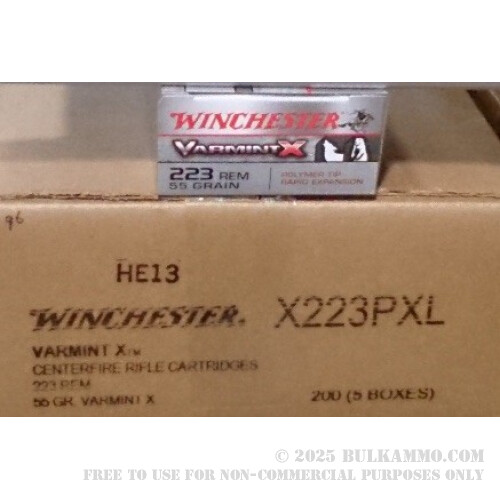 WINCHESTER
VARMINT X
223 REM
55 GRAIN
POLYMER TIP
RAPID EXPANSION
96
HE13
WINCHESTER® X223PXL
VARMINT X™
CENTERFIRE RIFLE CARTRIDGES
223 REM
55 GR. VARMINT X 200 (5 BOXES)
© 2025 BULKAMMO.COM
FREE TO USE FOR NON-COMMERCIAL PURPOSES ONLY